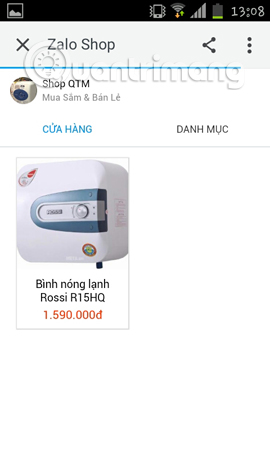 13:08
Zalo Shop
Quantrimang
Shop QTM
Mua Sắm & Bán Lẻ
CỬA HÀNG
DANH MỤC
Bình nóng lạnh
Rossi R15HQ
1.590.000đ